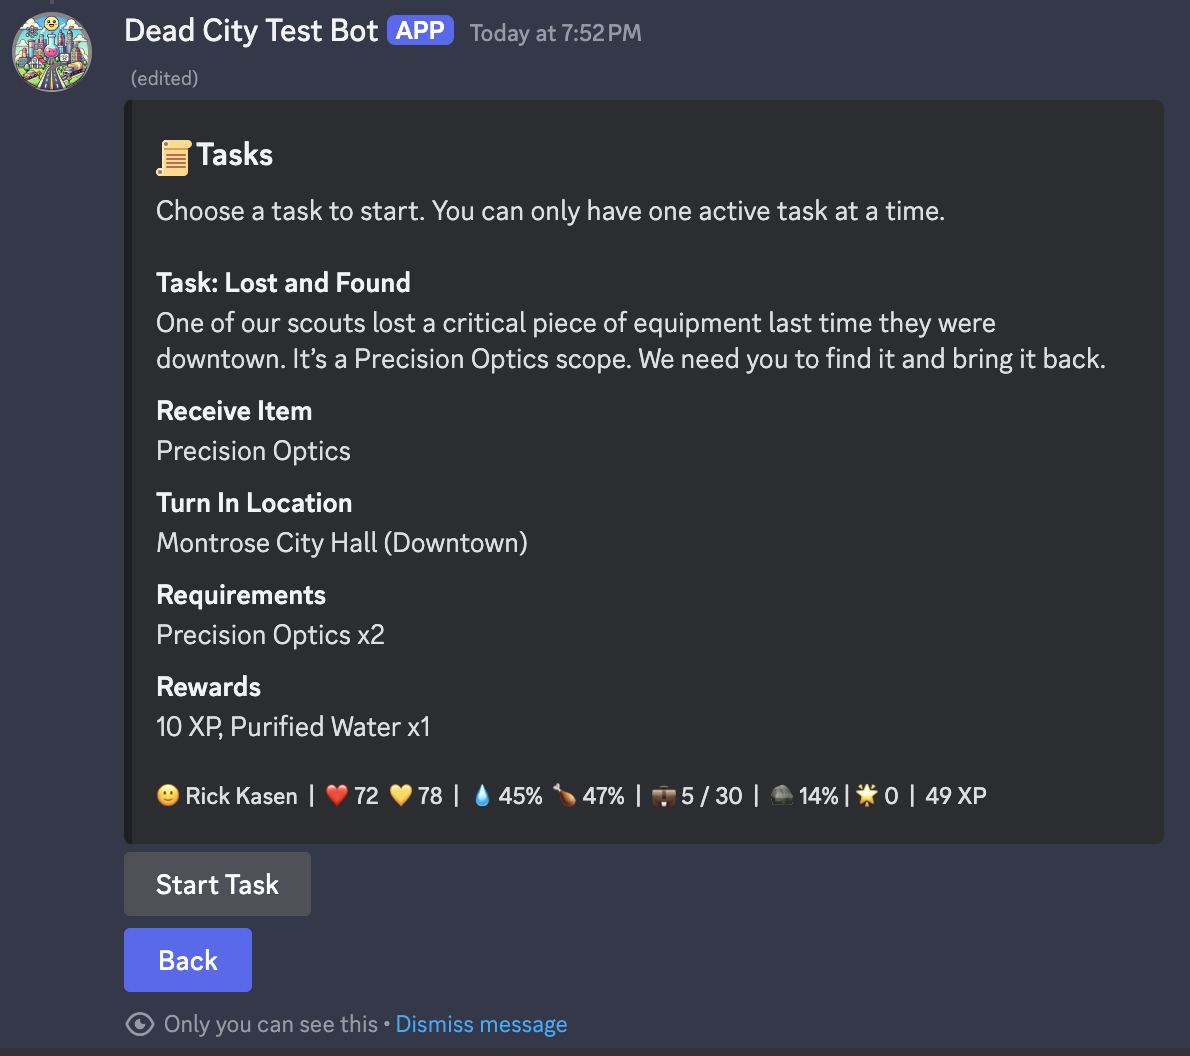 Dead City Test Bot APP Today at 7:52 PM
(edited)
📜Tasks
Choose a task to start. You can only have one active task at a time.
Task: Lost and Found
One of our scouts lost a critical piece of equipment last time they were
downtown. It’s a Precision Optics scope. We need you to find it and bring it back.
Receive Item
Precision Optics
Turn In Location
Montrose City Hall (Downtown)
Requirements
Precision Optics x2
Rewards
10 XP, Purified Water x1
🙂 Rick Kasen | ❤️ 72 💛 78 | 💧 45% 🍗 47% | 💼 5 / 30 | 🪨 14% | 🌟 0 | 49 XP
Start Task
Back
Only you can see this • Dismiss message